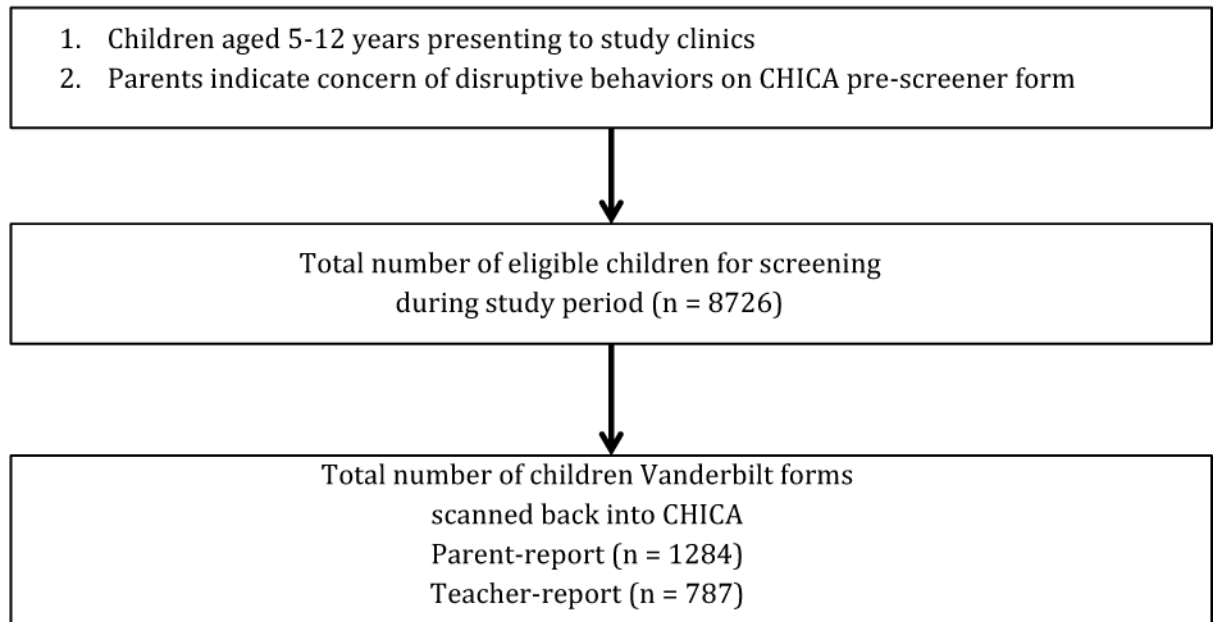 1. Children aged 5-12 years presenting to study clinics
2. Parents indicate concern of disruptive behaviors on CHICA pre-screener form
Total number of eligible children for screening
during study period (n = 8726)
Total number of children Vanderbilt forms
scanned back into CHICA
Parent-report (n = 1284)
Teacher-report (n = 787)